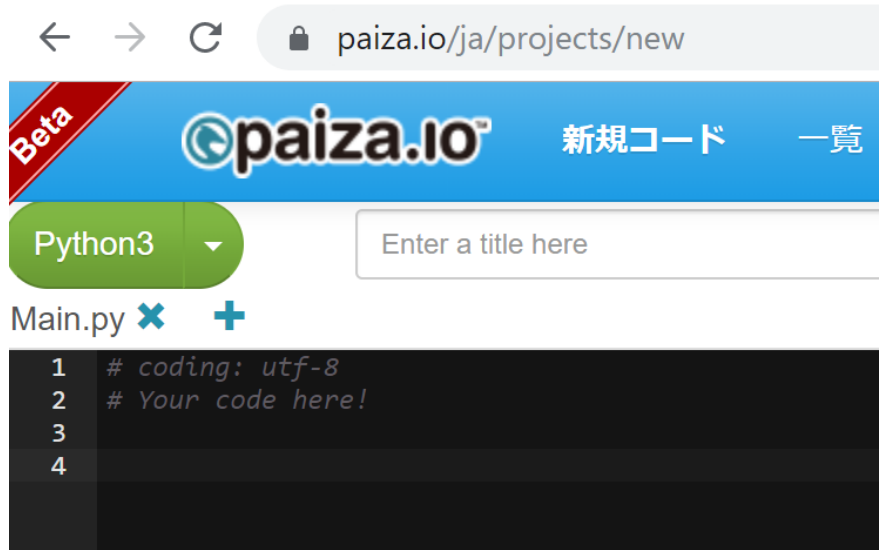 paiza.io/ja/projects/new
Beta
paiza.IO™ 新規コード 一覧
Python3 Enter a title here
Main.py
1 # coding: utf-8
2 # Your code here!
3
4